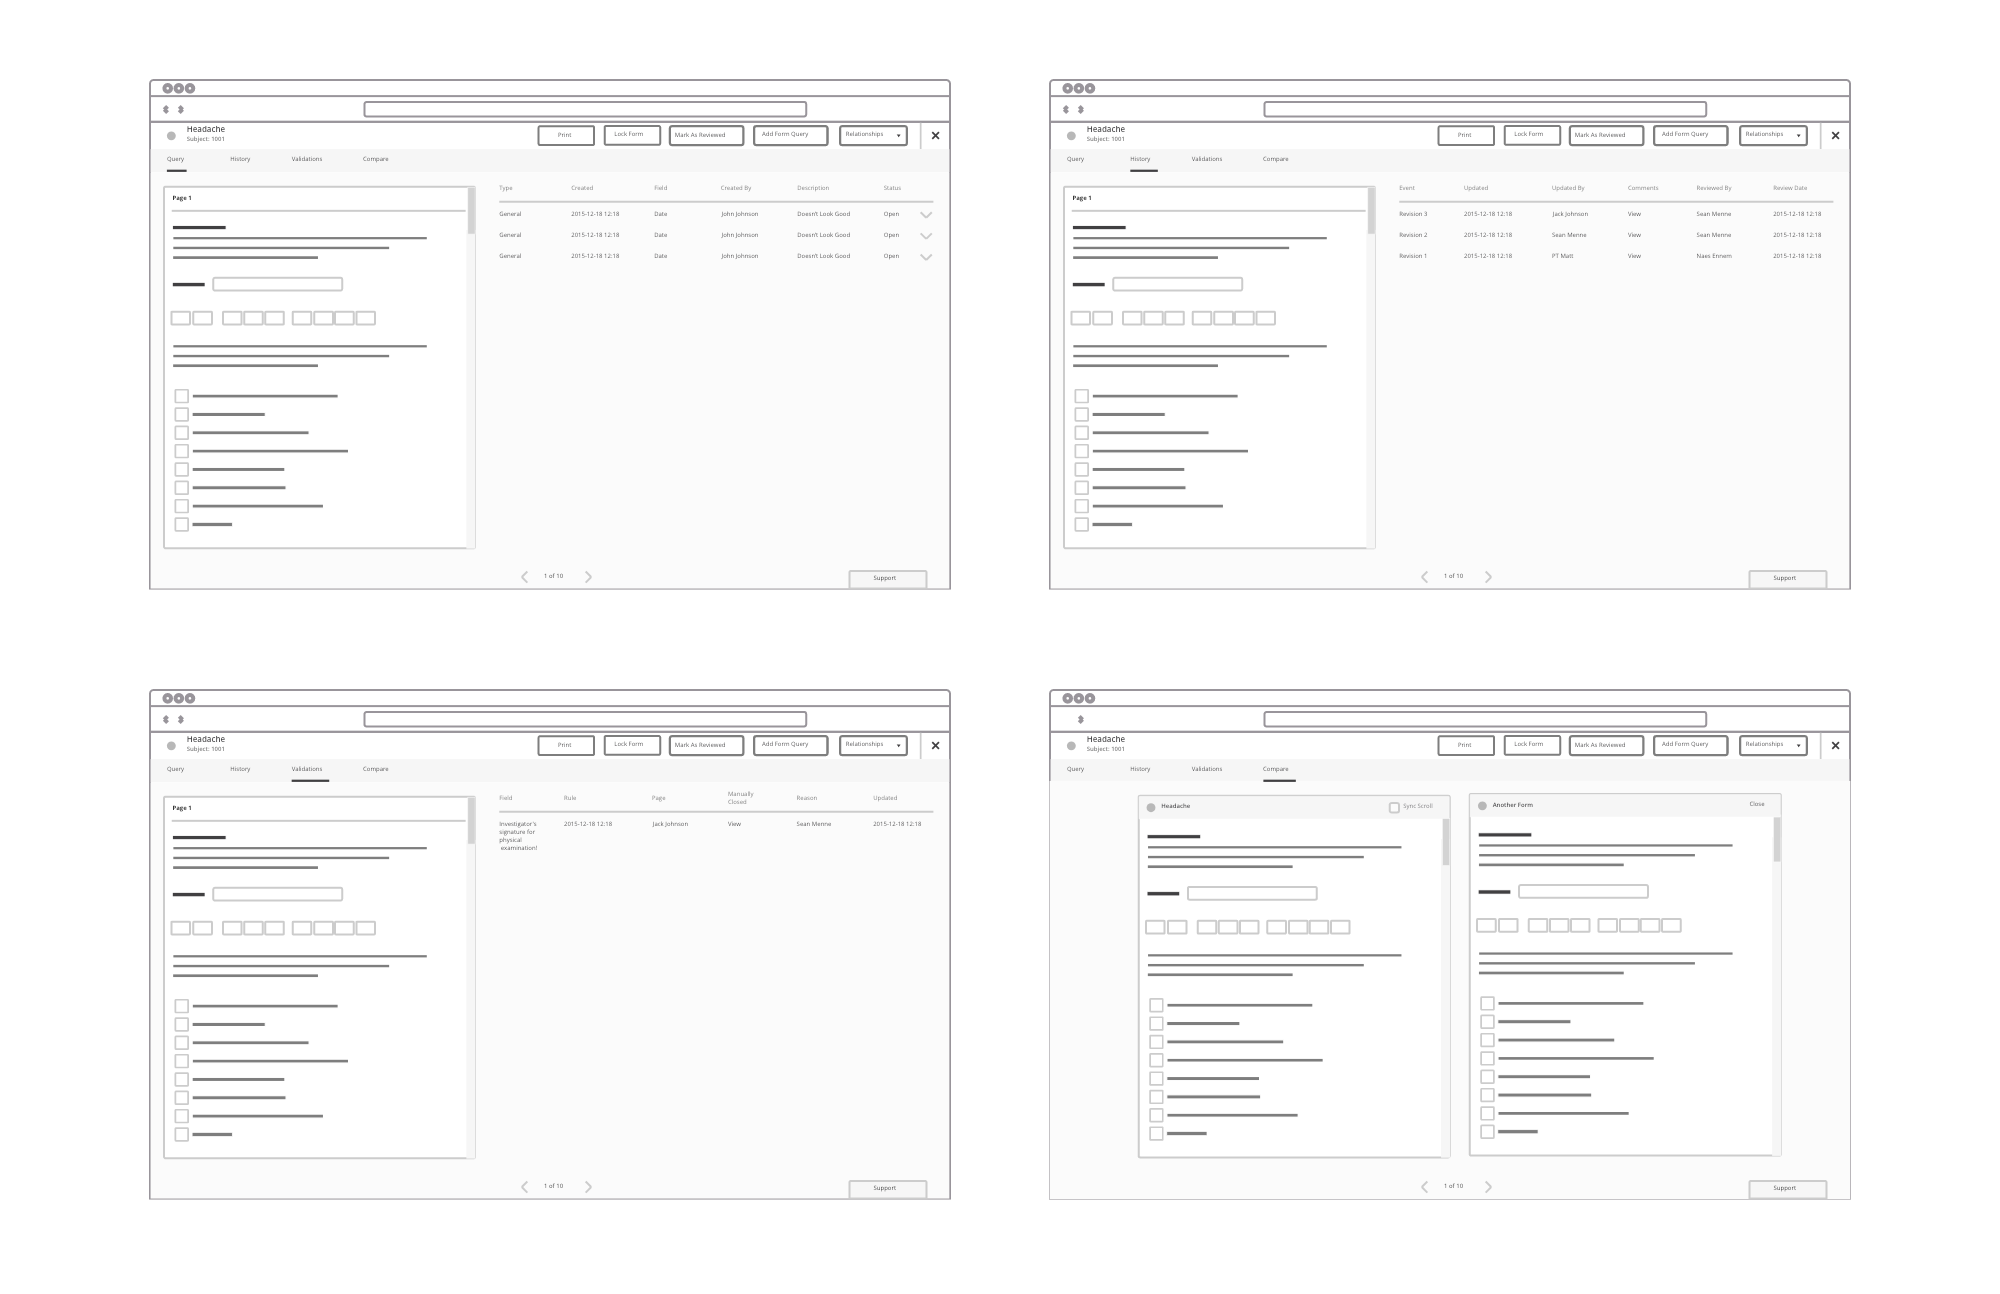 Headache
Subject: 1001
Print Lock Form Mark As Reviewed Add Form Query Relationships
Query History Validations Compare
Page 1
Type Created Field Created By Description Status
General 2015-12-18 12:18 Date John Johnson Doesn't Look Good Open
General 2015-12-18 12:18 Date John Johnson Doesn't Look Good Open
General 2015-12-18 12:18 Date John Johnson Doesn't Look Good Open
1 of 10
Support
Headache
Subject: 1001
Print Lock Form Mark As Reviewed Add Form Query Relationships
Query History Validations Compare
Page 1
Event Updated Updated By Comments Reviewed By Review Date
Revision 3 2015-12-18 12:18 Jack Johnson View Sean Menne 2015-12-18 12:18
Revision 2 2015-12-18 12:18 Sean Menne View Sean Menne 2015-12-18 12:18
Revision 1 2015-12-18 12:18 PT Matt View Naes Ennem 2015-12-18 12:18
1 of 10
Support
Headache
Subject: 1001
Print Lock Form Mark As Reviewed Add Form Query Relationships
Query History Validations Compare
Page 1
Field Rule Page Manually Closed Reason Updated
Investigator's 2015-12-18 12:18 Jack Johnson View Sean Menne 2015-12-18 12:18
signature for
physical
examination!
1 of 10
Support
Headache
Subject: 1001
Print Lock Form Mark As Reviewed Add Form Query Relationships
Query History Validations Compare
Headache Sync Scroll
Another Form Close
1 of 10
Support